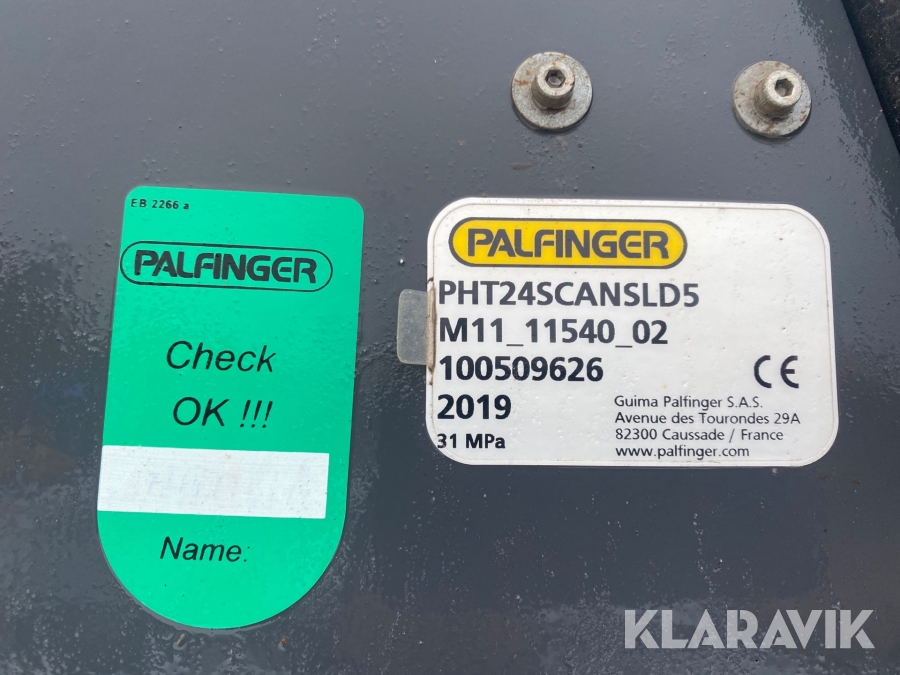 EB 2266 a
PALFINGER
Check
OK !!!
Name:
PALFINGER
PHT24SCANSLD5
M11_11540_02
100509626
2019
31 MPa
CE
Guima Palfinger S.A.S.
Avenue des Tourondes 29A
82300 Caussade / France
www.palfinger.com
KLARAVIK